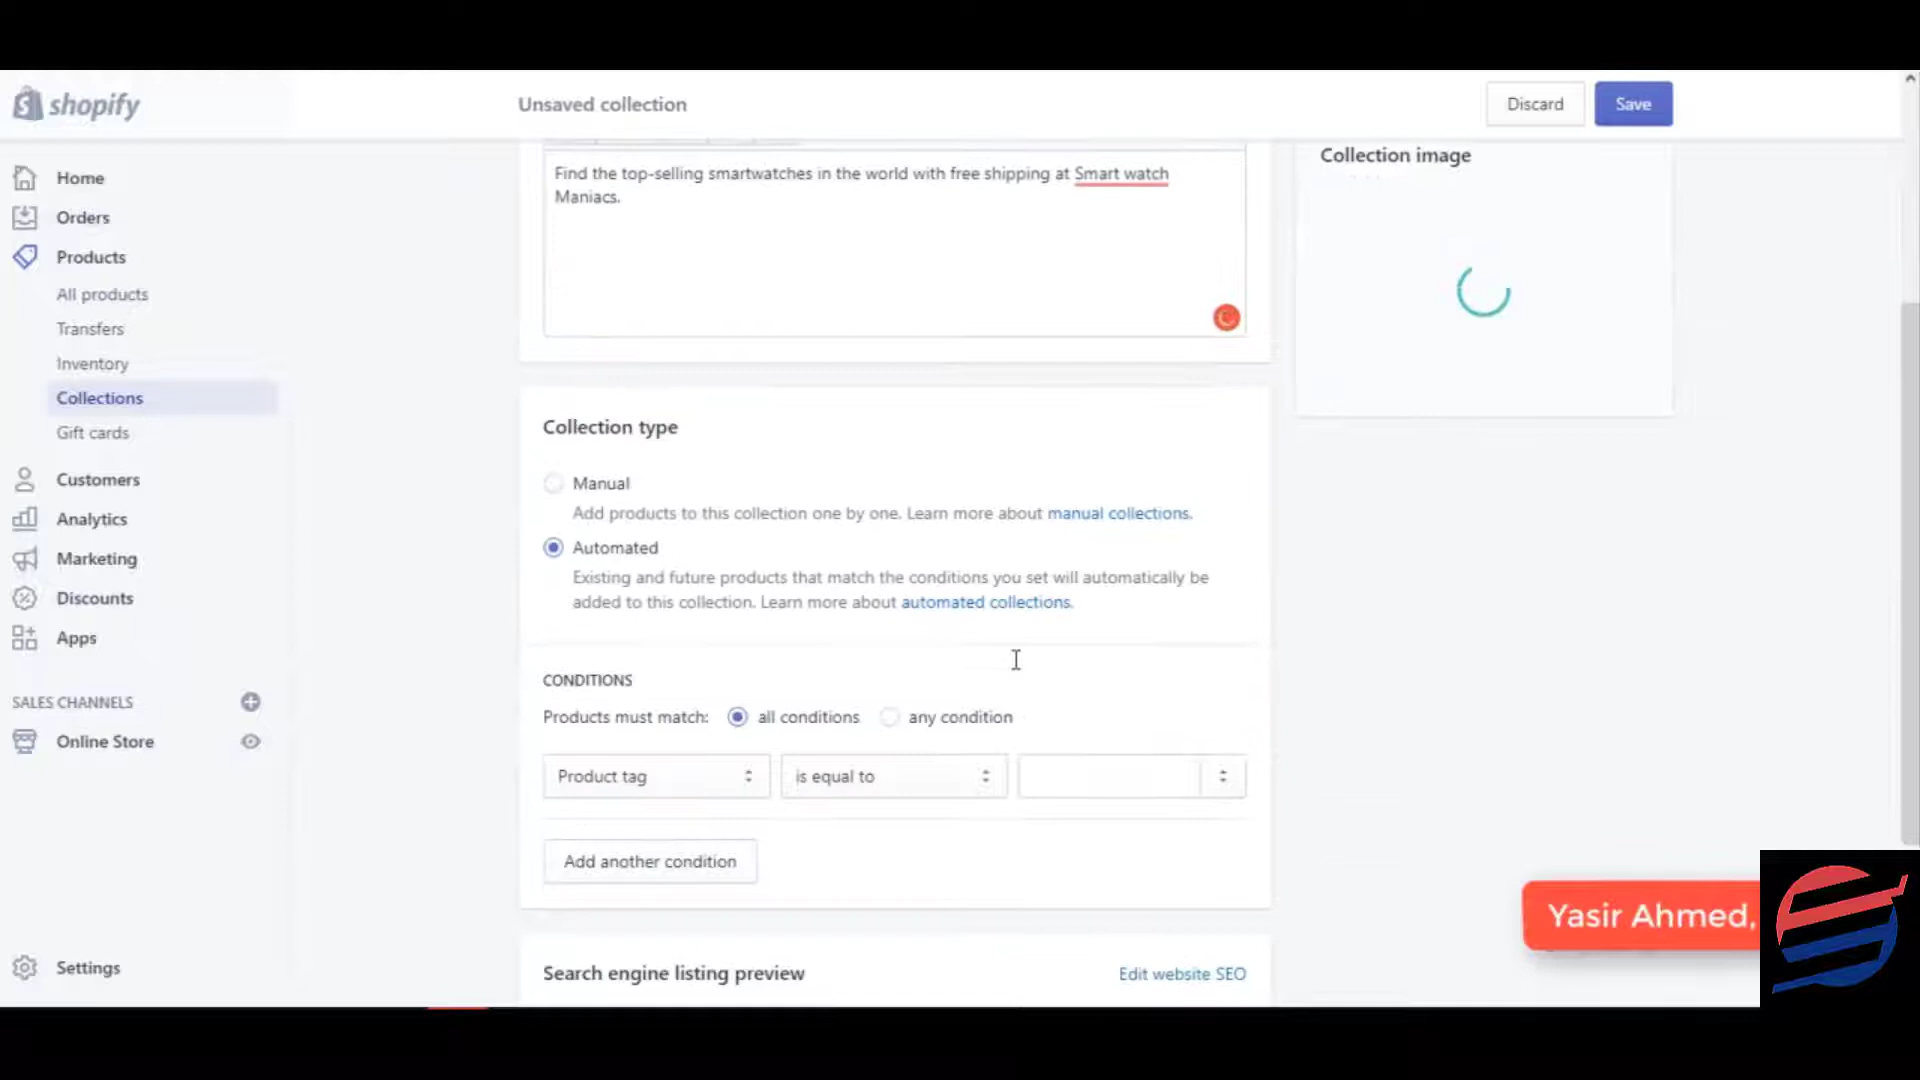 shopify
Unsaved collection
Discard
Save
Home
Orders
Products
All products
Transfers
Inventory
Collections
Gift cards
Customers
Analytics
Marketing
Discounts
Apps
SALES CHANNELS
Online Store
Settings
Find the top-selling smartwatches in the world with free shipping at Smart watch
Maniacs.
Collection image
Collection type
Manual
Add products to this collection one by one. Learn more about manual collections.
Automated
Existing and future products that match the conditions you set will automatically be
added to this collection. Learn more about automated collections.
CONDITIONS
Products must match: all conditions any condition
Product tag is equal to
Add another condition
Search engine listing preview Edit website SEO
Yasir Ahmed,